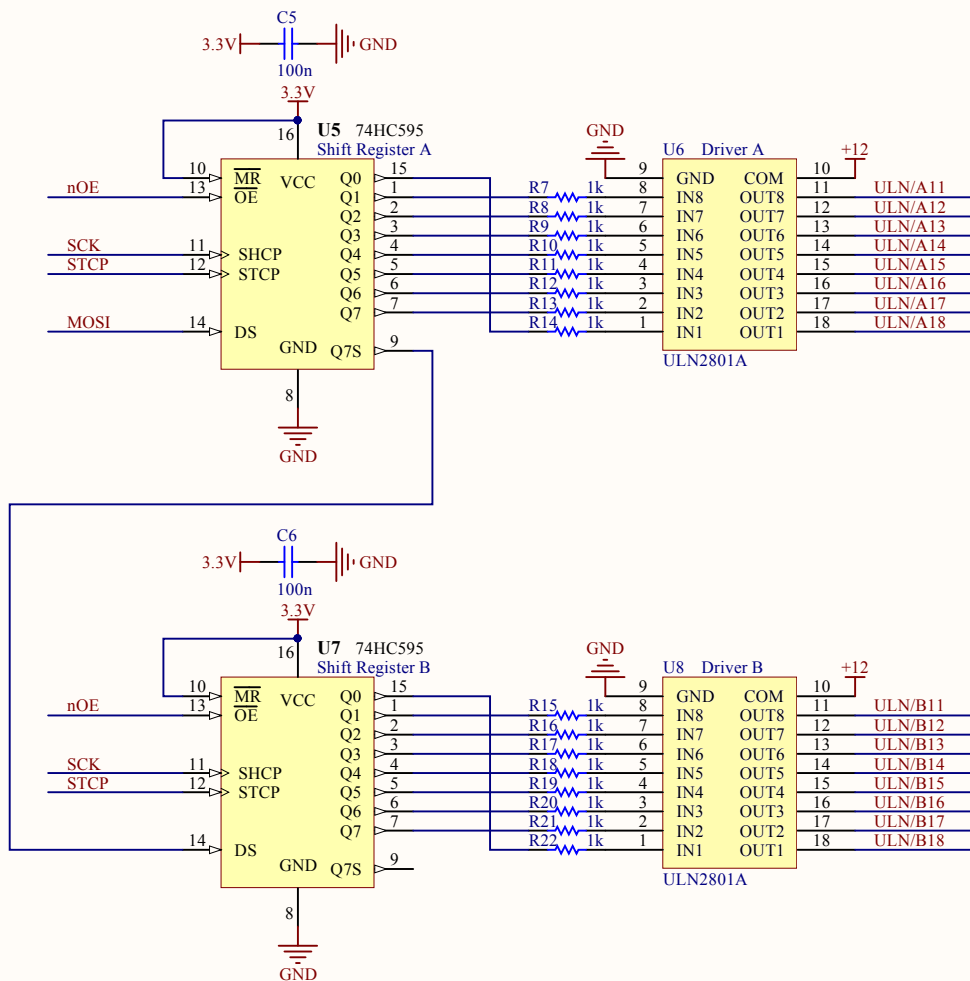 C5
3.3V GND
100n
3.3V
16
U5 74HC595
Shift Register A
10 MR VCC Q0 15
nOE 13 OE Q1 1
Q2 2
Q3 3
SCK 11 SHCP Q4 4
STCP 12 STCP Q5 5
Q6 6
Q7 7
MOSI 14 DS
GND Q7S 9
8
GND
R7 1k
R8 1k
R9 1k
R10 1k
R11 1k
R12 1k
R13 1k
R14 1k
GND
U6 Driver A
+12
9 GND COM 10
8 IN8 OUT8 11 ULN/A11
7 IN7 OUT7 12 ULN/A12
6 IN6 OUT6 13 ULN/A13
5 IN5 OUT5 14 ULN/A14
4 IN4 OUT4 15 ULN/A15
3 IN3 OUT3 16 ULN/A16
2 IN2 OUT2 17 ULN/A17
1 IN1 OUT1 18 ULN/A18
ULN2801A
C6
3.3V GND
100n
3.3V
16
U7 74HC595
Shift Register B
10 MR VCC Q0 15
nOE 13 OE Q1 1
Q2 2
Q3 3
SCK 11 SHCP Q4 4
STCP 12 STCP Q5 5
Q6 6
Q7 7
14 DS
GND Q7S 9
8
GND
R15 1k
R16 1k
R17 1k
R18 1k
R19 1k
R20 1k
R21 1k
R22 1k
GND
U8 Driver B
+12
9 GND COM 10
8 IN8 OUT8 11 ULN/B11
7 IN7 OUT7 12 ULN/B12
6 IN6 OUT6 13 ULN/B13
5 IN5 OUT5 14 ULN/B14
4 IN4 OUT4 15 ULN/B15
3 IN3 OUT3 16 ULN/B16
2 IN2 OUT2 17 ULN/B17
1 IN1 OUT1 18 ULN/B18
ULN2801A